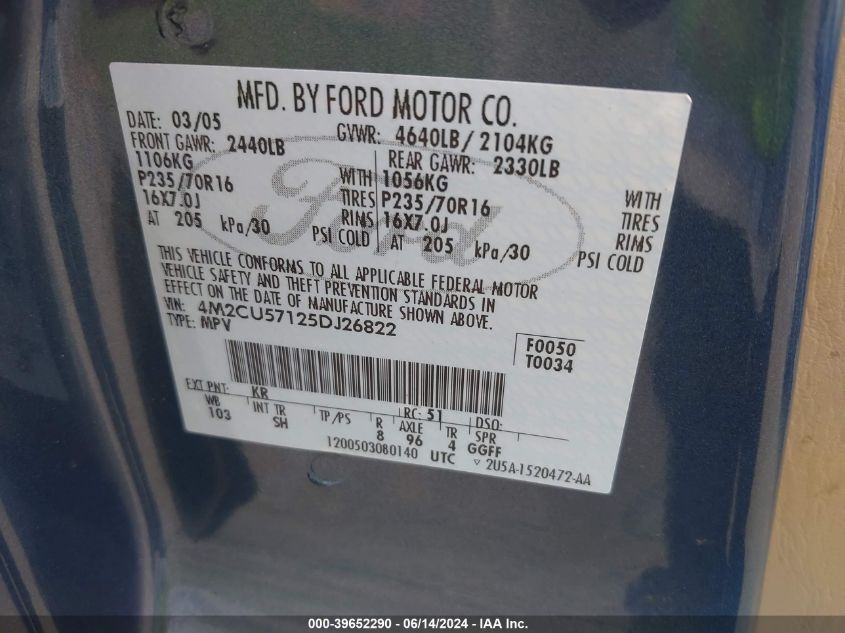 MFD. BY FORD MOTOR CO.
DATE: 03/05 GVWR: 4640LB/ 2104KG
FRONT GAWR: 2440LB REAR GAWR: 2330LB
1106KG WITH 1056KG WITH
P235/70R16 TIRES P235/70R16 TIRES
16X7.0J RIMS 16X7.0J RIMS
AT 205 kPa/30 PSI COLD AT 205 kPa/30 PSI COLD
Ford
THIS VEHICLE CONFORMS TO ALL APPLICABLE FEDERAL MOTOR
VEHICLE SAFETY AND THEFT PREVENTION STANDARDS IN
EFFECT ON THE DATE OF MANUFACTURE SHOWN ABOVE.
VIN: 4M2CU57125DJ26822
TYPE: MPV
F0050
T0034
EXT PNT: KR RC: 51 DSO:
WB INT TR TP/PS R AXLE TR SPR
103 SH 8 96 4 GGFF
1200503080140 UTC ▽ 2U5A-1520472-AA
000-39652290 - 06/14/2024 - IAA Inc.